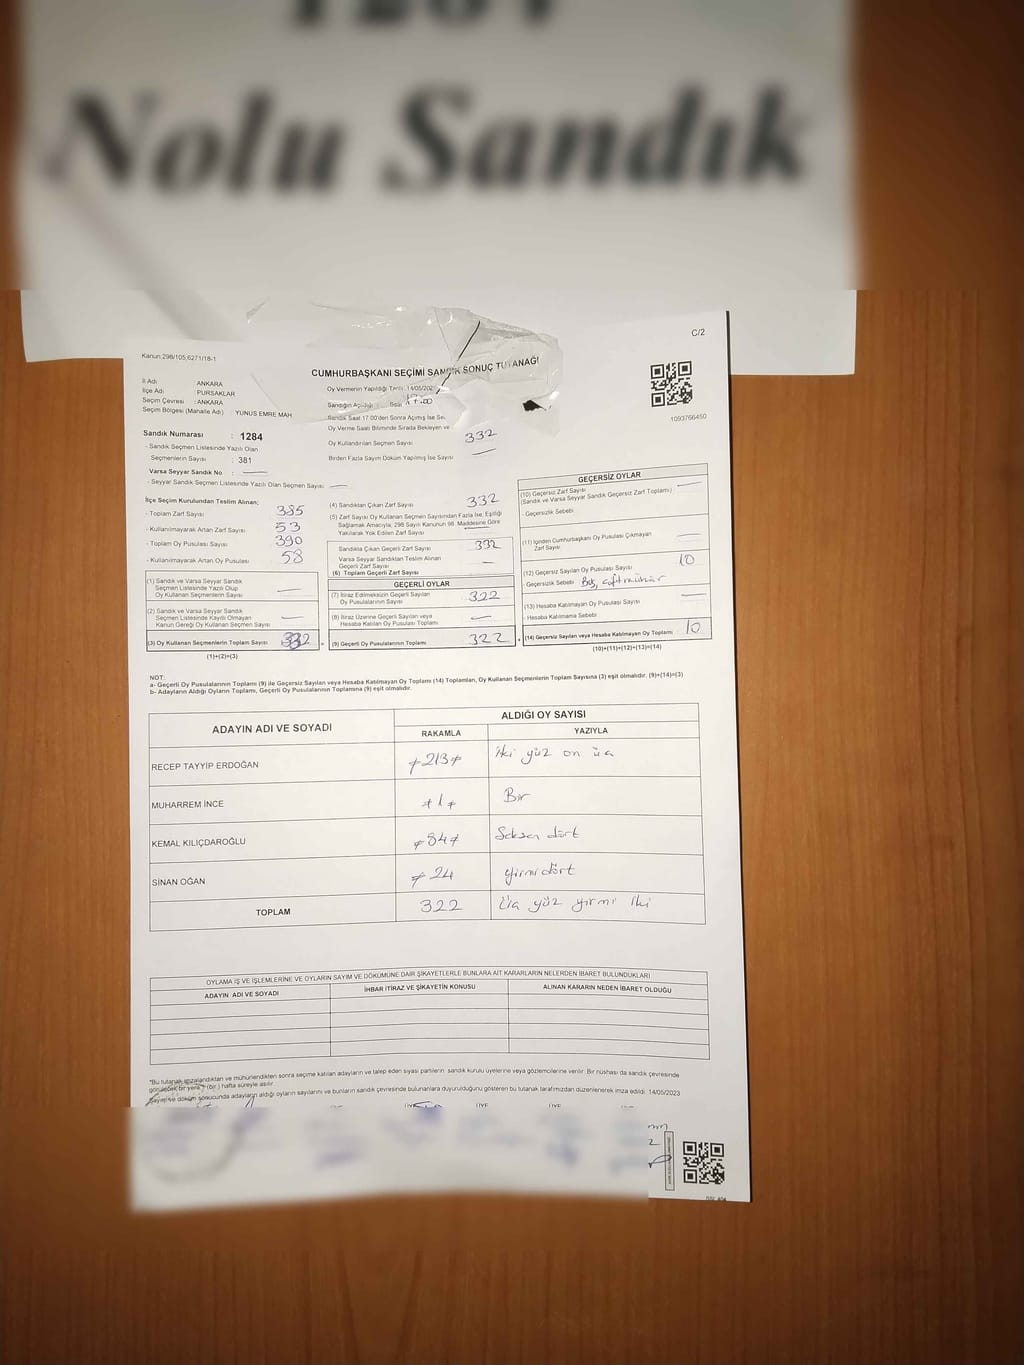 Nolu Sandık
C/2
Kanun:298/105,6271/18-1
CUMHURBAŞKANI SEÇİMİ SANDIK SONUÇ TUTANAĞI
1093766450
İl Adı ANKARA
İlçe Adı PURSAKLAR
Seçim Çevresi : ANKARA
Seçim Bölgesi (Mahalle Adı) : YUNUS EMRE MAH
Sandık Numarası : 1284
- Sandık Seçmen Listesinde Yazılı Olan
Seçmenlerin Sayısı : 381
Varsa Seyyar Sandık No :
- Seyyar Sandık Seçmen Listesinde Yazılı Olan Seçmen Sayısı :
Oy Vermenin Yapıldığı
Sandığın Açıldığı
Sandık Saat 17.00'den Sonra Açılmış İse
Oy Verme Saati Bitiminde Sırada Bekleyen ve
Oy Kullandırılan Seçmen Sayısı 332
Birden Fazla Sayım Döküm Yapılmış İse Sayısı
İlçe Seçim Kurulundan Teslim Alınan;
- Toplam Zarf Sayısı 385
- Kullanılmayarak Artan Zarf Sayısı 53
- Toplam Oy Pusulası Sayısı 390
- Kullanılmayarak Artan Oy Pusulası 58
(1) Sandık ve Varsa Seyyar Sandık
Seçmen Listesinde Yazılı Olup
Oy Kullanan Seçmenlerin Sayısı
(2) Sandık ve Varsa Seyyar Sandık
Seçmen Listesinde Kayıtlı Olmayan
Kanun Gereği Oy Kullanan Seçmen Sayısı
(3) Oy Kullanan Seçmenlerin Toplam Sayısı 332
(1)+(2)=(3)
(4) Sandıktan Çıkan Zarf Sayısı 332
(5) Zarf Sayısı Oy Kullanan Seçmen Sayısından Fazla İse, Eşitliği
Sağlamak Amacıyla; 298 Sayılı Kanunun 98. Maddesine Göre
Yakılarak Yok Edilen Zarf Sayısı
Sandıkta Çıkan Geçerli Zarf Sayısı 332
Varsa Seyyar Sandıktan Teslim Alınan
Geçerli Zarf Sayısı
(6) Toplam Geçerli Zarf Sayısı
GEÇERLİ OYLAR
(7) İtiraz Edilmeksizin Geçerli Sayılan
Oy Pusulalarının Sayısı 322
(8) İtiraz Üzerine Geçerli Sayılan veya
Hesaba Katılan Oy Pusulası Toplamı
(9) Geçerli Oy Pusulalarının Toplamı 322
GEÇERSİZ OYLAR
(10) Geçersiz Zarf Sayısı
(Sandık ve Varsa Seyyar Sandık Geçersiz Zarf Toplamı)
- Geçersizlik Sebebi
(11) İçinden Cumhurbaşkanı Oy Pusulası Çıkmayan
Zarf Sayısı
(12) Geçersiz Sayılan Oy Pusulası Sayısı 10
- Geçersizlik Sebebi Boş,
(13) Hesaba Katılmayan Oy Pusulası Sayısı
- Hesaba Katılmama Sebebi
(14) Geçersiz Sayılan veya Hesaba Katılmayan Oy Toplamı 10
(10)+(11)+(12)+(13)=(14)
NOT:
a- Geçerli Oy Pusulalarının Toplamı (9) ile Geçersiz Sayılan veya Hesaba Katılmayan Oy Toplamı (14) Toplamları, Oy Kullanan Seçmenlerin Toplam Sayısına (3) eşit olmalıdır. (9)+(14)=(3)
b- Adayların Aldığı Oyların Toplamı, Geçerli Oy Pusulalarının Toplamına (9) eşit olmalıdır.
ADAYIN ADI VE SOYADI
ALDIĞI OY SAYISI
RAKAMLA YAZIYLA
RECEP TAYYİP ERDOĞAN 213 iki yüz on üç
MUHARREM İNCE 1 Bir
KEMAL KILIÇDAROĞLU 84 Seksen dört
SİNAN OĞAN 24 yirmi dört
TOPLAM 322 Üç yüz yirmi iki
OYLAMA İŞ VE İŞLEMLERİNE VE OYLARIN SAYIM VE DÖKÜMÜNE DAİR ŞİKAYETLERLE BUNLARA AİT KARARLARIN NELERDEN İBARET BULUNDUKLARI
ADAYIN ADI VE SOYADI İHBAR İTİRAZ VE ŞİKAYETİN KONUSU ALINAN KARARIN NEDEN İBARET OLDUĞU
"Bu tutanak imzalandıktan ve mühürlendikten sonra seçime katılan adayların ve talep eden siyasi partilerin sandık kurulu üyelerine veya gözlemcilerine verilir. Bir nüshası da sandık çevresinde
görülebilecek bir yere 1 (bir.) hafta süreyle asılır.
Sayım ve döküm sonucunda adayların aldığı oyların sayılarını ve bunların sandık çevresinde bulunanlara duyurulduğunu gösteren bu tutanak tarafımızdan düzenlenerek imza edildi. 14/05/2023